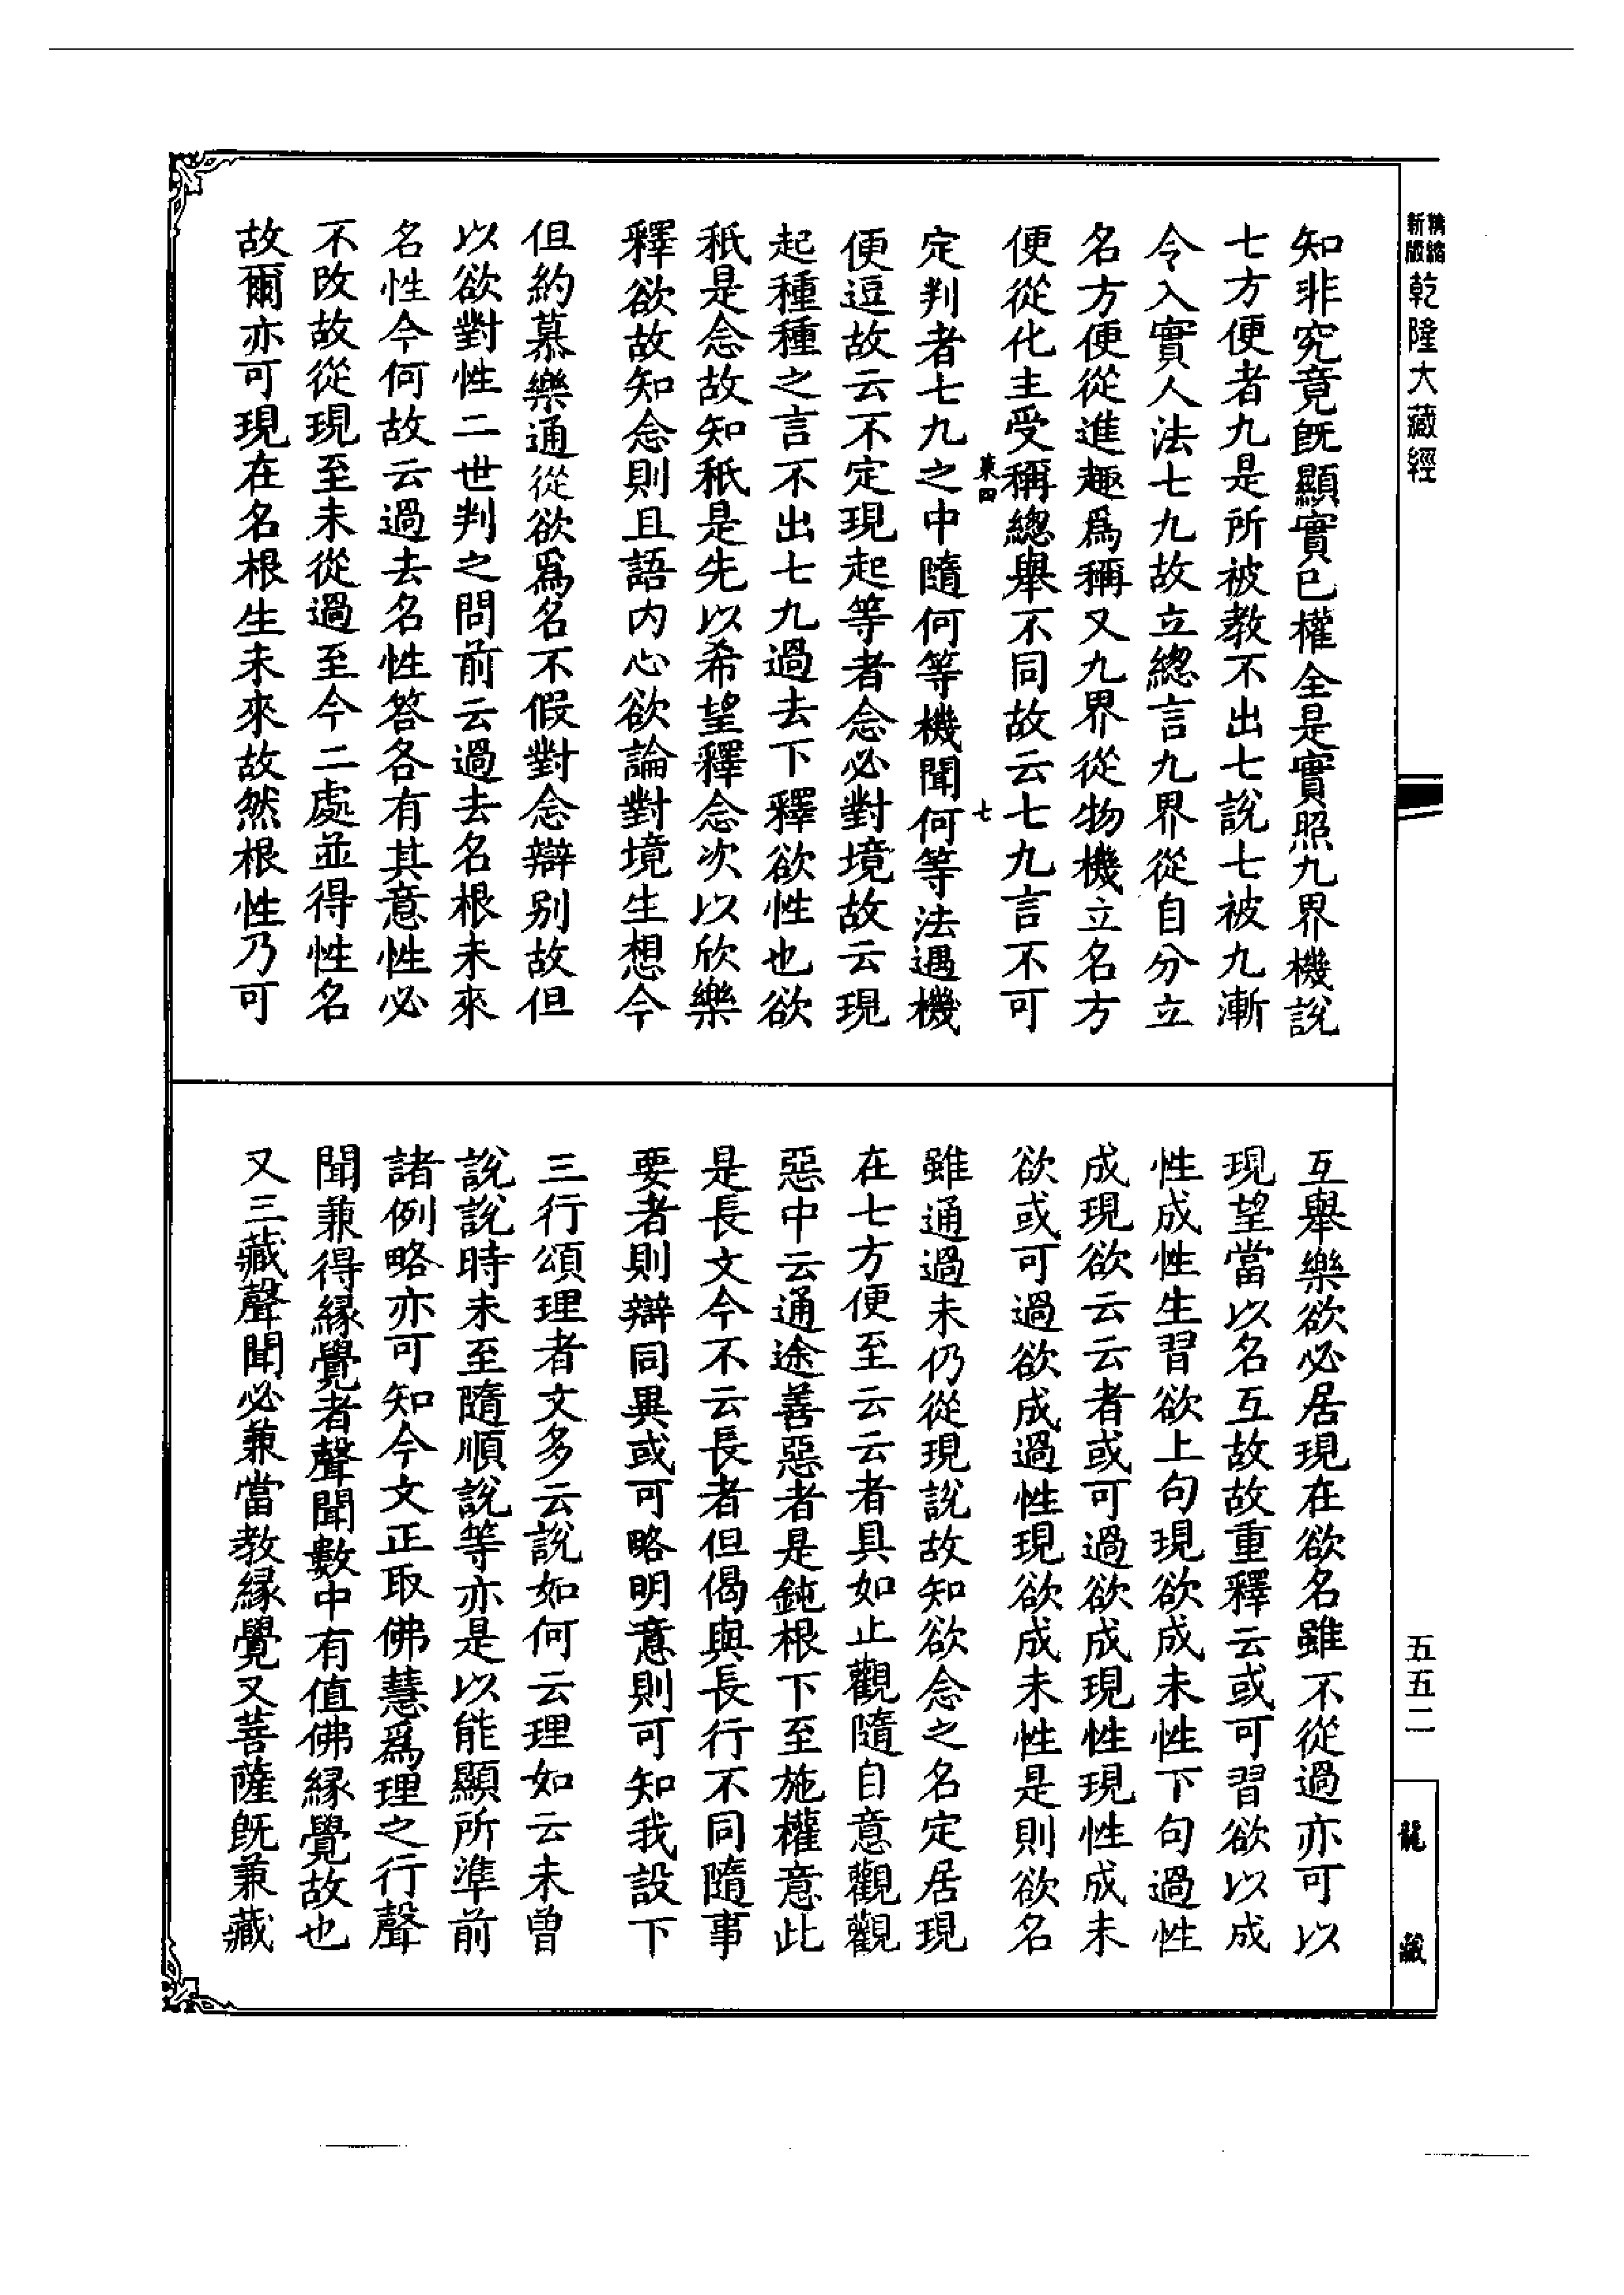 新版
精縮
乾隆大藏經
知非究竟旣顯實已權全是實照九界機說
七方便者九是所被教不出七說七被九漸
令入實人法七九故立總言九界從自分立
名方便從進趣爲稱又九界從物機立名方
便從化主受稱總舉不同故云七九言不可
七
定判者七九之中隨何等機聞何等法遇機
便逗故云不定現起等者念必對境故云現
起種種之言不出七九過去下釋欲性也欲
秖是念故知秖是先以希望釋念次以欣樂
釋欲故知念則且語内心欲論對境生想今
但約慕樂通從欲爲名不假對念辯别故但
以欲對性二世判之問前云過去名根未來
名性今何故云過去名性答各有其意性必
不改故從現至未從過至今二處並得性名
故爾亦可現在名根生未來故然根性乃可
互舉樂欲必居現在欲名雖不從過亦可以
現望當以名互故故重釋云或可習欲以成
性成性生習欲上句現欲成未性下句過性
成現欲云云者或可過欲成現性現性成未
欲或可過欲成過性現欲成未性是則欲名
雖通過未仍從現說故知欲念之名定居現
在七方便至云云者具如止觀隨自意觀觀
惡中云通途善惡者是鈍根下至施權意此
是長文今不云長者但偈與長行不同隨事
要者則辯同異或可略明意則可知我設下
三行頌理者文多云說如何云理如云未曾
說說時未至隨順說等亦是以能顯所準前
諸例略亦可知今文正取佛慧爲理之行聲
聞兼得縁覺者聲聞數中有值佛縁覺故也
又三藏聲聞必兼當教縁覺又菩薩旣兼藏
五五二
龍藏